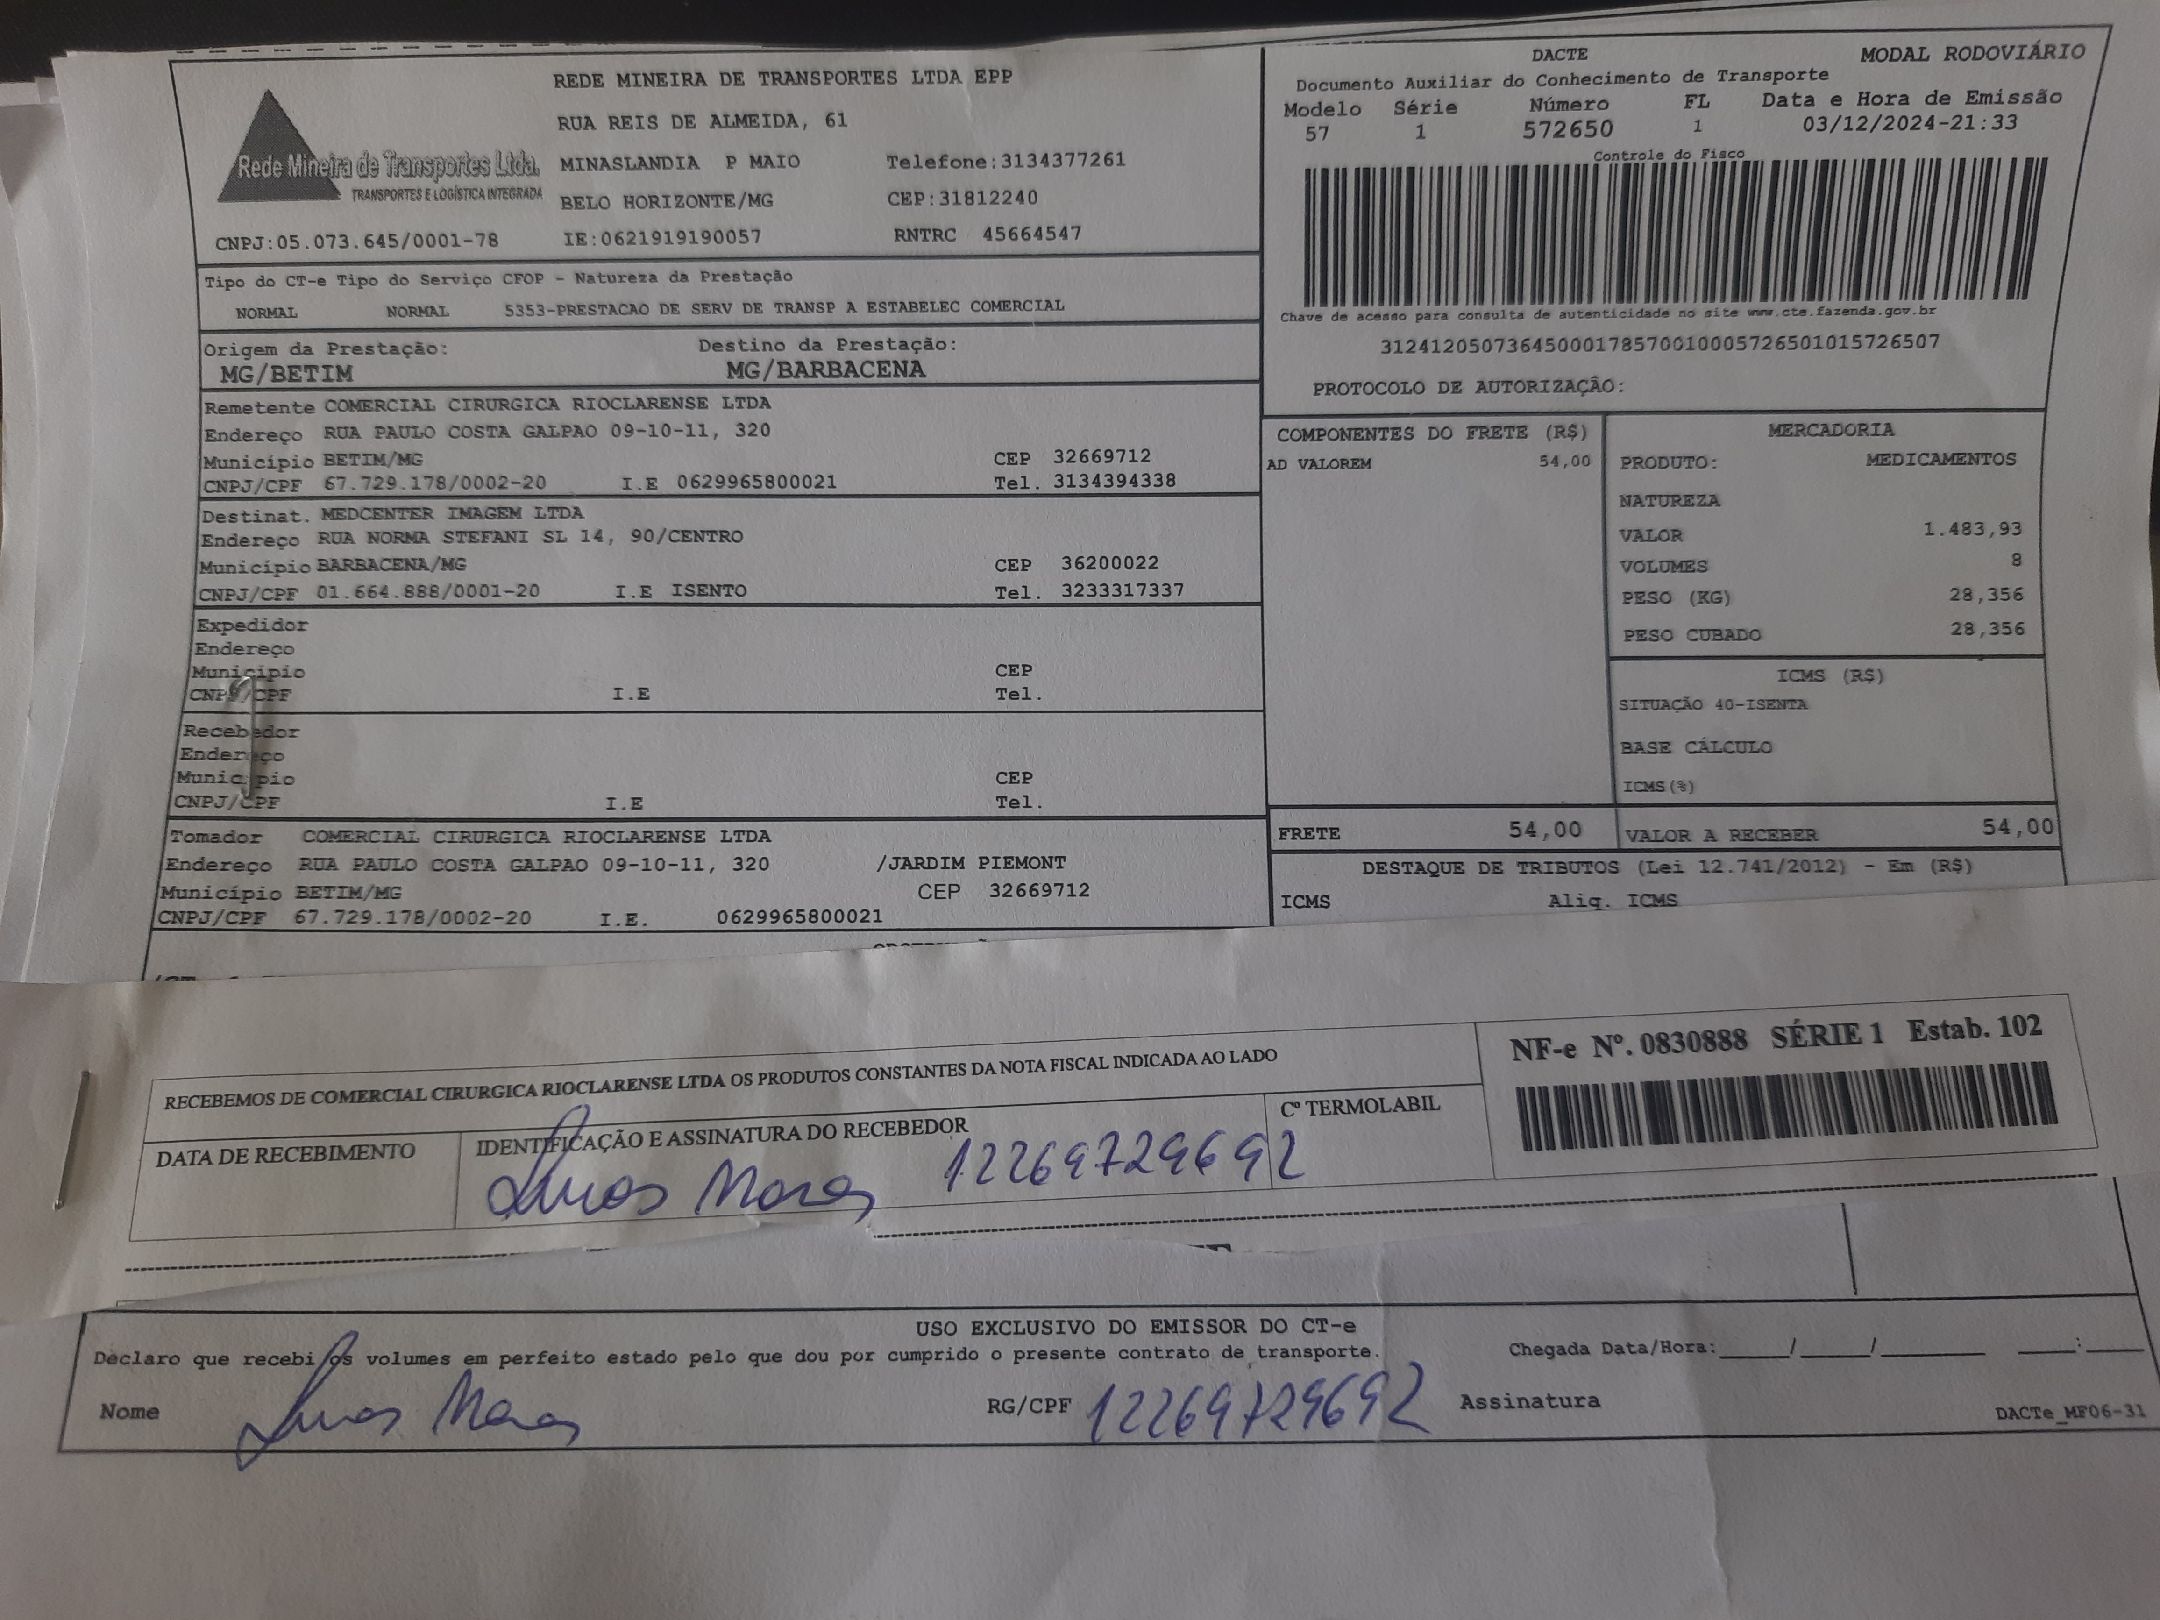 REDE MINEIRA DE TRANSPORTES LTDA EPP
RUA REIS DE ALMEIDA, 61
Rede Mineira de Transportes Ltda.
TRANSPORTES E LOGÍSTICA INTEGRADA
MINASLANDIA P MAIO Telefone:3134377261
BELO HORIZONTE/MG CEP:31812240
CNPJ:05.073.645/0001-78 IE:0621919190057 RNTRC 45664547
DACTE MODAL RODOVIÁRIO
Documento Auxiliar do Conhecimento de Transporte
Modelo Série Número FL Data e Hora de Emissão
57 1 572650 1 03/12/2024-21:33
Controle do Fisco
Chave de acesso para consulta de autenticidade no site www.cte.fazenda.gov.br
31241205073645000178570010005726501015726507
PROTOCOLO DE AUTORIZAÇÃO:
Tipo do CT-e Tipo do Serviço CFOP - Natureza da Prestação
NORMAL NORMAL 5353-PRESTACAO DE SERV DE TRANSP A ESTABELEC COMERCIAL
Origem da Prestação: Destino da Prestação:
MG/BETIM MG/BARBACENA
Remetente COMERCIAL CIRURGICA RIOCLARENSE LTDA
Endereço RUA PAULO COSTA GALPAO 09-10-11, 320
Município BETIM/MG CEP 32669712
CNPJ/CPF 67.729.178/0002-20 I.E 0629965800021 Tel. 3134394338
Destinat. MEDCENTER IMAGEM LTDA
Endereço RUA NORMA STEFANI SL 14, 90/CENTRO
Município BARBACENA/MG CEP 36200022
CNPJ/CPF 01.664.888/0001-20 I.E ISENTO Tel. 3233317337
Expedidor
Endereço
Município CEP
CNPJ/CPF I.E Tel.
Recebedor
Endereço
Município CEP
CNPJ/CPF I.E Tel.
Tomador COMERCIAL CIRURGICA RIOCLARENSE LTDA
Endereço RUA PAULO COSTA GALPAO 09-10-11, 320 /JARDIM PIEMONT
Município BETIM/MG CEP 32669712
CNPJ/CPF 67.729.178/0002-20 I.E. 0629965800021
COMPONENTES DO FRETE (R$)
AD VALOREM 54,00
MERCADORIA
PRODUTO: MEDICAMENTOS
NATUREZA
VALOR 1.483,93
VOLUMES 8
PESO (KG) 28,356
PESO CUBADO 28,356
ICMS (R$)
SITUAÇÃO 40-ISENTA
BASE CÁLCULO
ICMS(%)
FRETE 54,00 VALOR A RECEBER 54,00
DESTAQUE DE TRIBUTOS (Lei 12.741/2012) - Em (R$)
ICMS Aliq. ICMS
RECEBEMOS DE COMERCIAL CIRURGICA RIOCLARENSE LTDA OS PRODUTOS CONSTANTES DA NOTA FISCAL INDICADA AO LADO
NF-e Nº. 0830888 SÉRIE 1 Estab. 102
DATA DE RECEBIMENTO IDENTIFICAÇÃO E ASSINATURA DO RECEBEDOR Cº TERMOLABIL
12269729692
USO EXCLUSIVO DO EMISSOR DO CT-e
Declaro que recebi os volumes em perfeito estado pelo que dou por cumprido o presente contrato de transporte. Chegada Data/Hora:_____/_____/_______ ____:____
Nome RG/CPF 12269729692 Assinatura
DACTe_MF06-31